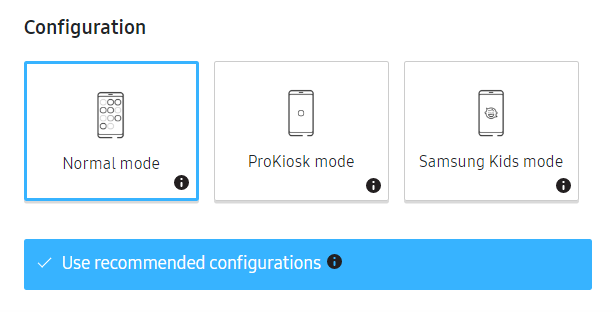 Configuration
Normal mode
ProKiosk mode
Samsung Kids mode
Use recommended configurations